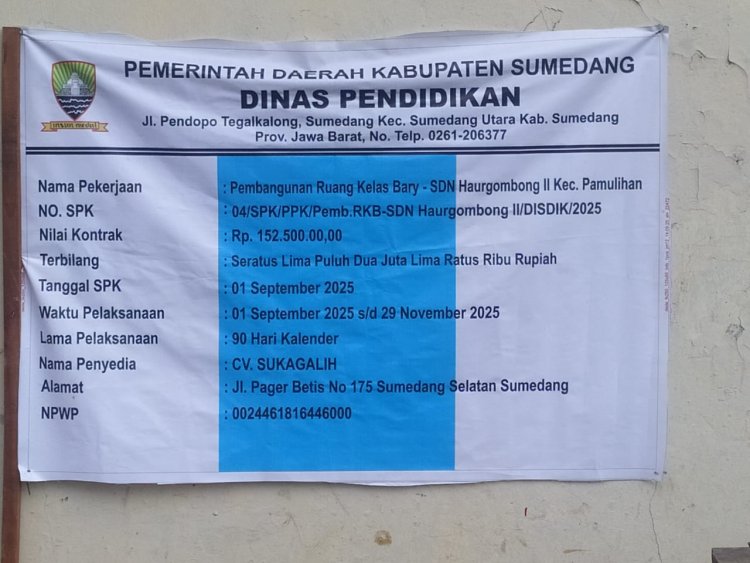 PEMERINTAH DAERAH KABUPATEN SUMEDANG
DINAS PENDIDIKAN
Jl. Pendopo Tegalkalong, Sumedang Kec. Sumedang Utara Kab. Sumedang
Prov. Jawa Barat, No. Telp. 0261-206377
insun medal
Nama Pekerjaan : Pembangunan Ruang Kelas Bary - SDN Haurgombong II Kec. Pamulihan
NO. SPK : 04/SPK/PPK/Pemb.RKB-SDN Haurgombong II/DISDIK/2025
Nilai Kontrak : Rp. 152.500.00,00
Terbilang : Seratus Lima Puluh Dua Juta Lima Ratus Ribu Rupiah
Tanggal SPK : 01 September 2025
Waktu Pelaksanaan : 01 September 2025 s/d 29 November 2025
Lama Pelaksanaan : 90 Hari Kalender
Nama Penyedia : CV. SUKAGALIH
Alamat : Jl. Pager Betis No 175 Sumedang Selatan Sumedang
NPWP : 0024461816446000